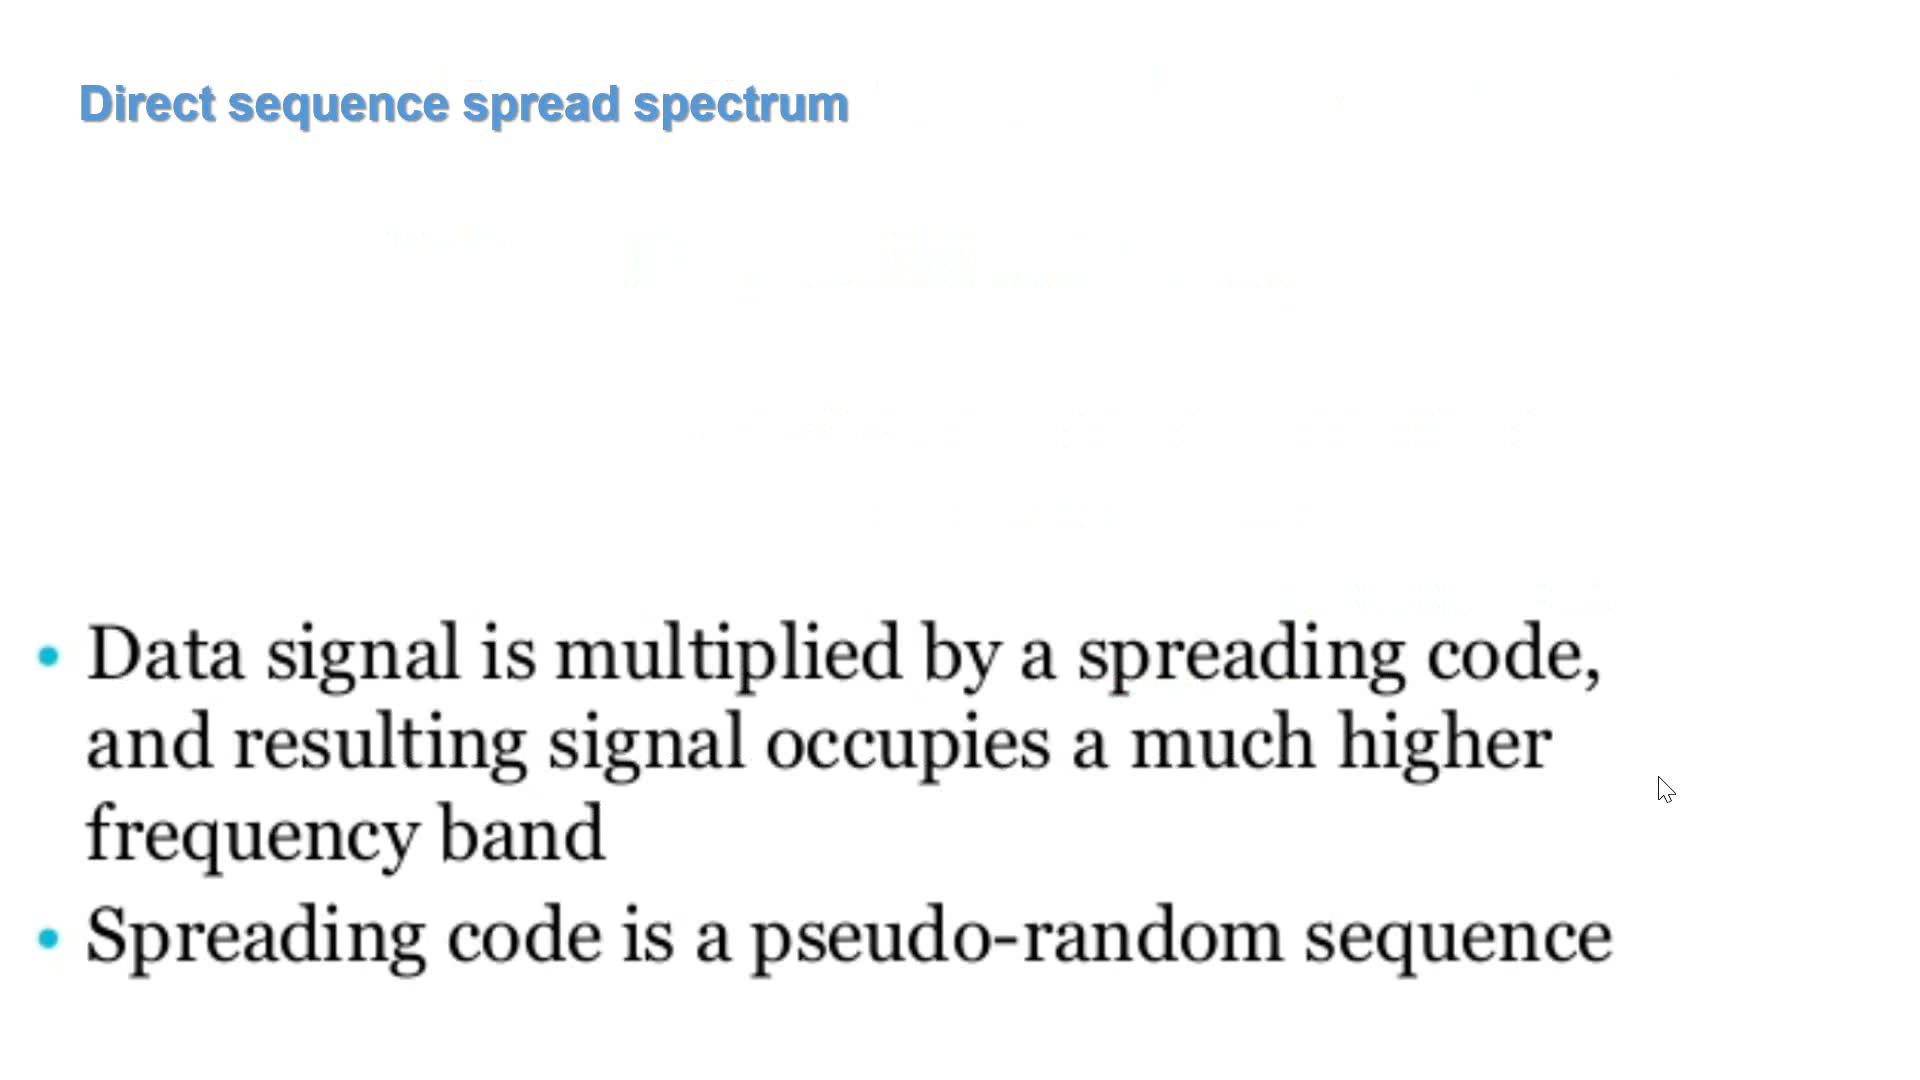 Direct sequence spread spectrum
• Data signal is multiplied by a spreading code,
and resulting signal occupies a much higher
frequency band
• Spreading code is a pseudo-random sequence